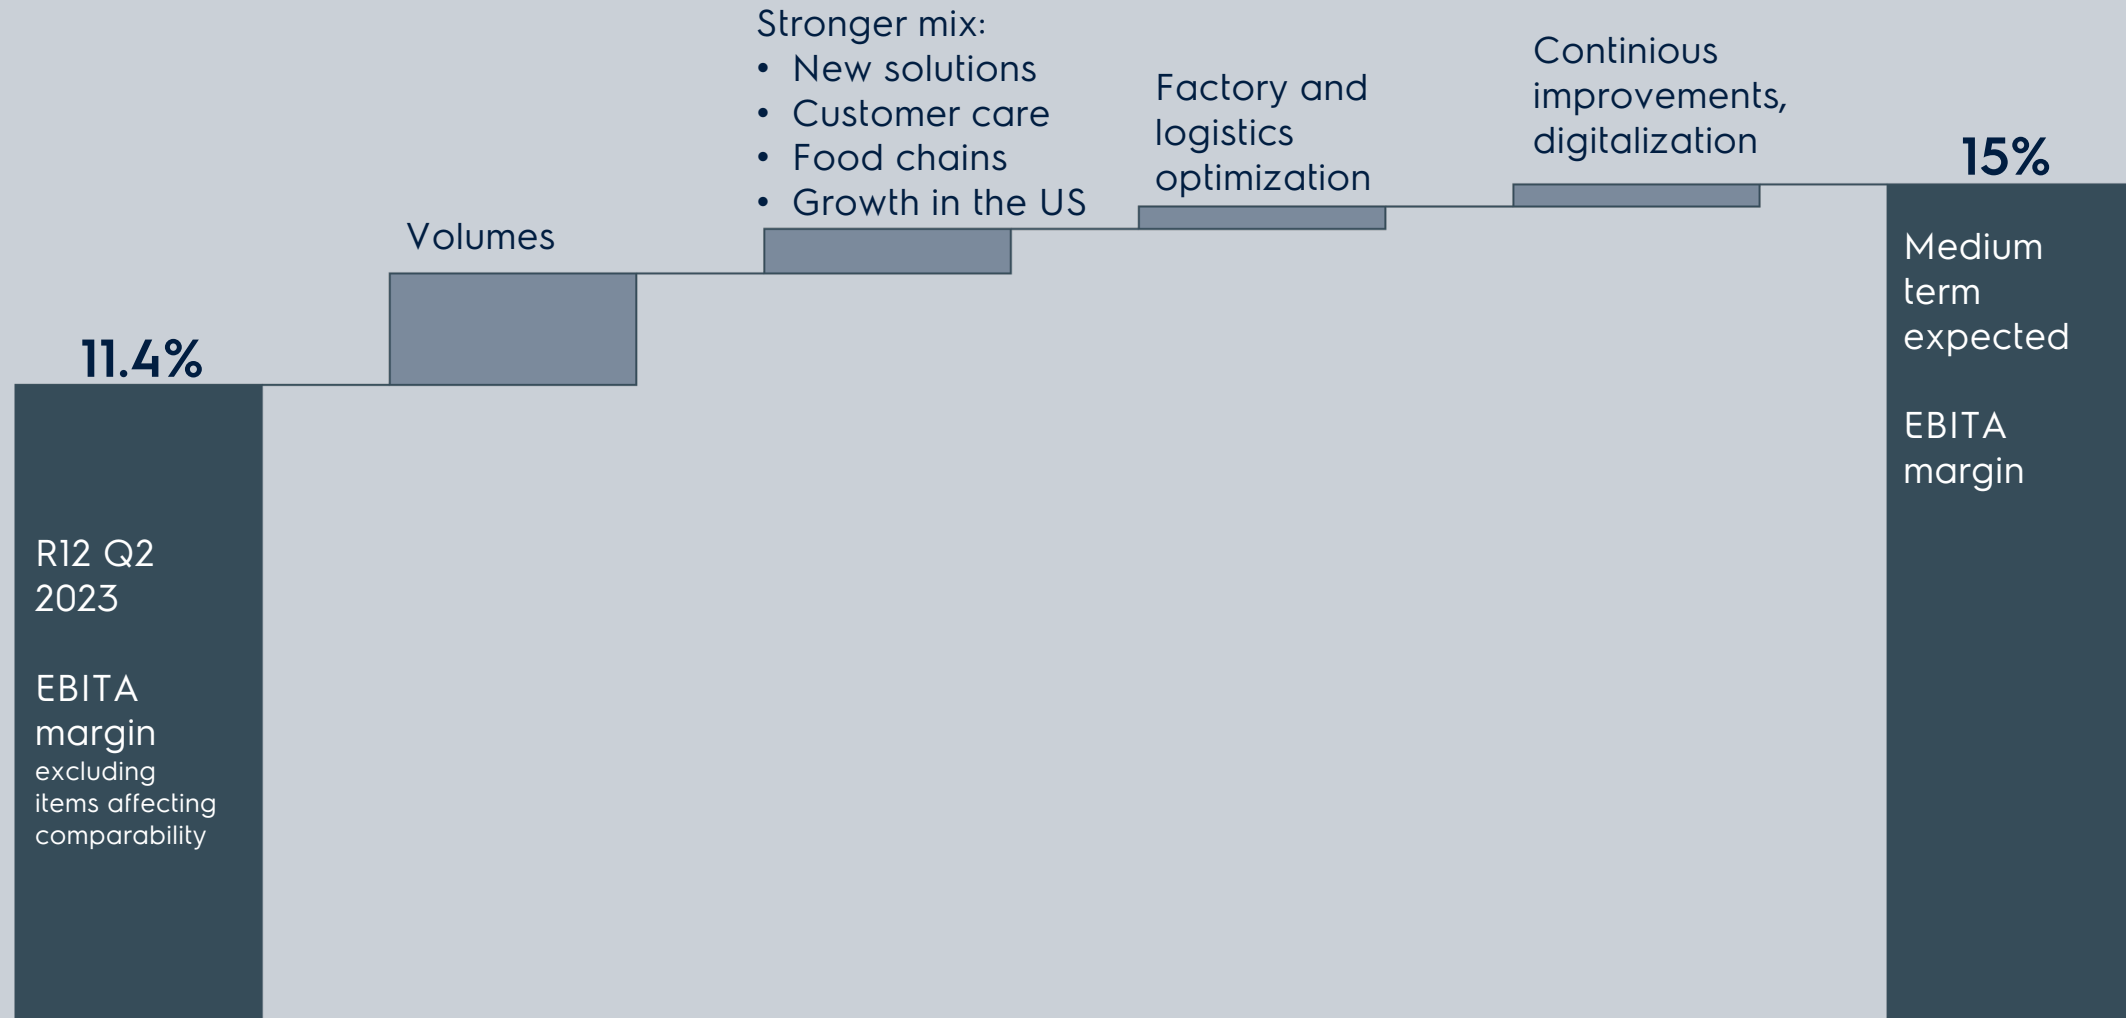 11.4%
R12 Q2
2023
EBITA
margin
excluding
items affecting
comparability
Volumes
Stronger mix:
• New solutions
• Customer care
• Food chains
• Growth in the US
Factory and
logistics
optimization
Continious
improvements,
digitalization
15%
Medium
term
expected
EBITA
margin